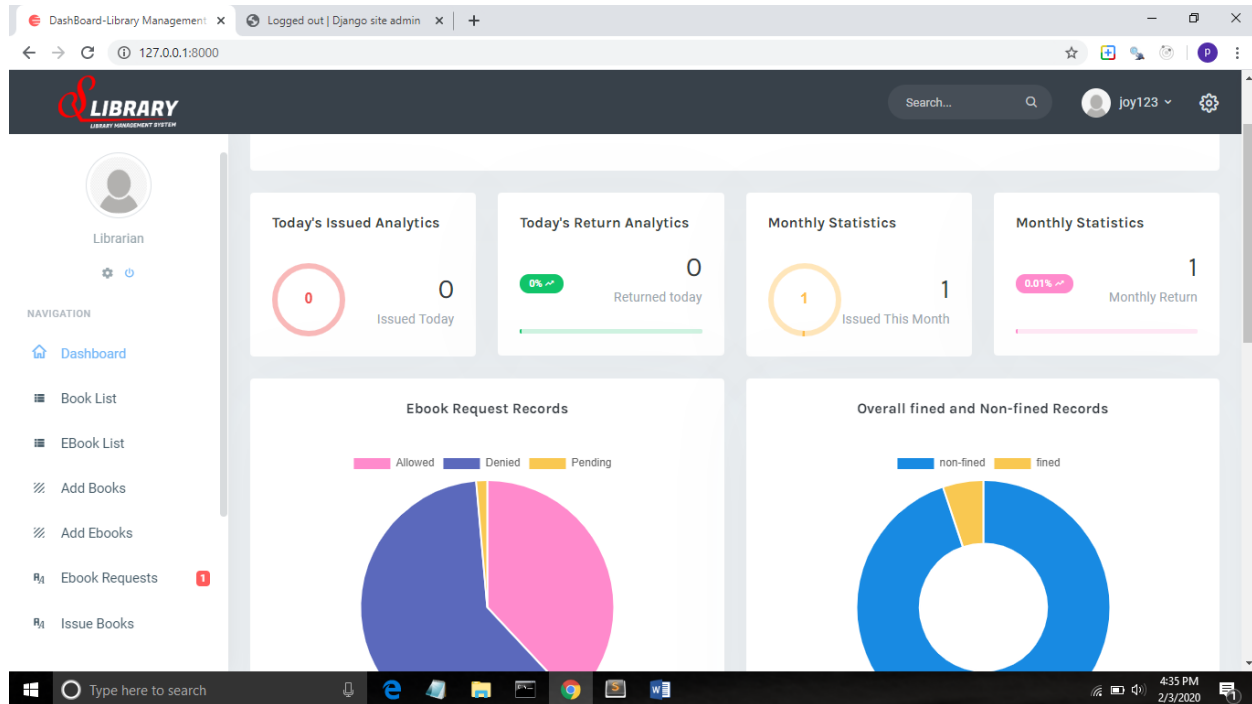 DashBoard-Library Management
Logged out | Django site admin
127.0.0.1:8000
P
SLIBRARY
LIBRARY MANAGEMENT SYSTEM
Search...
joy123
Librarian
NAVIGATION
Dashboard
Book List
EBook List
Add Books
Add Ebooks
Ebook Requests 1
Issue Books
Today's Issued Analytics
0
0
Issued Today
Today's Return Analytics
0% 
0
Returned today
Monthly Statistics
1
1
Issued This Month
Monthly Statistics
0.01%
1
Monthly Return
Ebook Request Records
Allowed Denied Pending
Overall fined and Non-fined Records
non-fined fined
Type here to search
4:35 PM
2/3/2020
1